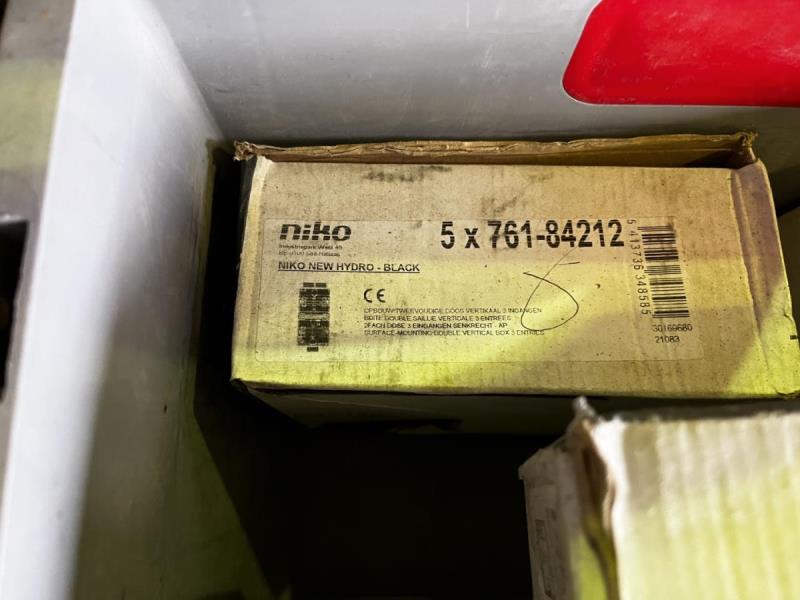 niko
Industriepark West 40
5 x 761-84212
NIKO NEW HYDRO - BLACK
CE
OPBOUW/TWEEVOUDIGE DOOS VERTIKAAL 3 INGANGEN
BOITE DOUBLE SAILLIE VERTICALE 3 ENTREES
2FACH DOSE 3 EINGANGEN SENKRECHT - AP
SURFACE-MOUNTING-DOUBLE VERTICAL BOX 3 ENTRIES
5 413736 348585
30169680
21083